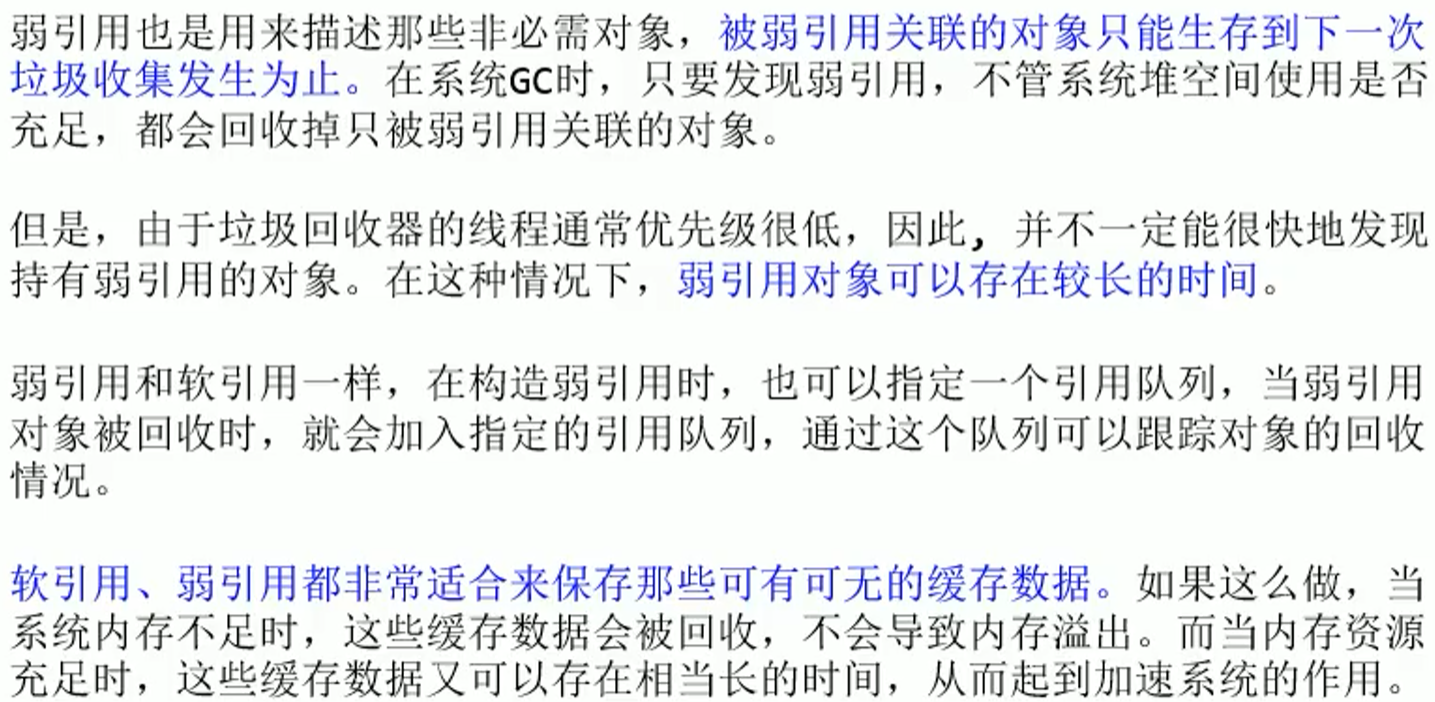 弱引用也是用来描述那些非必需对象，被弱引用关联的对象只能生存到下一次
垃圾收集发生为止。在系统GC时，只要发现弱引用，不管系统堆空间使用是否
充足，都会回收掉只被弱引用关联的对象。
但是，由于垃圾回收器的线程通常优先级很低，因此，并不一定能很快地发现
持有弱引用的对象。在这种情况下，弱引用对象可以存在较长的时间。
弱引用和软引用一样，在构造弱引用时，也可以指定一个引用队列，当弱引用
对象被回收时，就会加入指定的引用队列，通过这个队列可以跟踪对象的回收
情况。
软引用、弱引用都非常适合来保存那些可有可无的缓存数据。如果这么做，当
系统内存不足时，这些缓存数据会被回收，不会导致内存溢出。而当内存资源
充足时，这些缓存数据又可以存在相当长的时间，从而起到加速系统的作用。